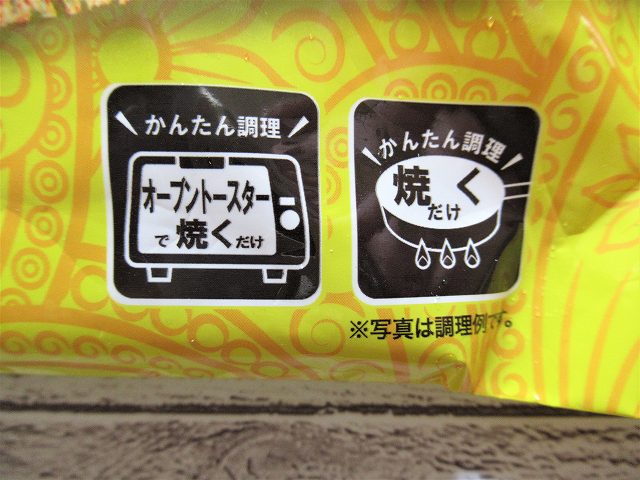 かんたん調理
オーブントースター
で焼くだけ
かんたん調理
焼く
だけ
※写真は調理例です。